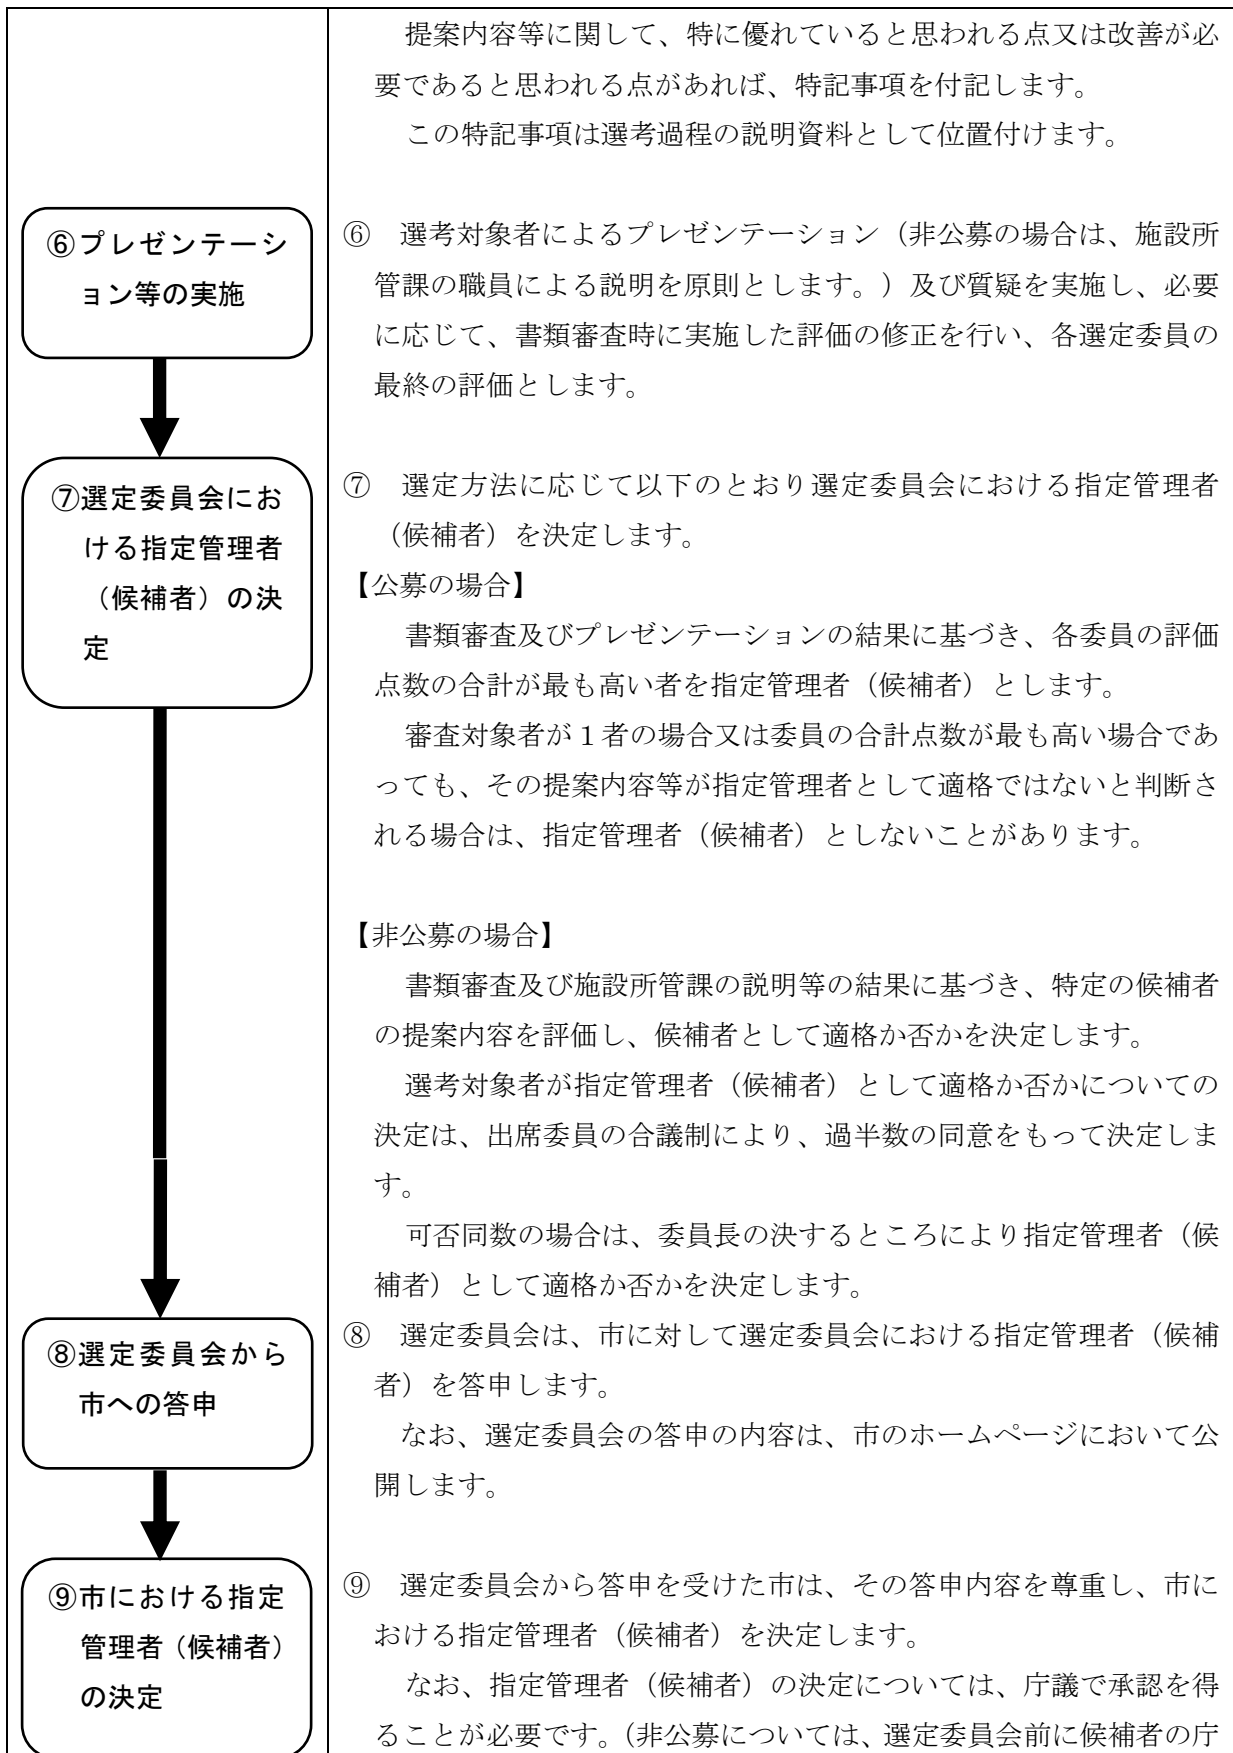 提案内容等に関して、特に優れていると思われる点又は改善が必
要であると思われる点があれば、特記事項を付記します。
この特記事項は選考過程の説明資料として位置付けます。
⑥プレゼンテーシ
ョン等の実施
⑥　選考対象者によるプレゼンテーション（非公募の場合は、施設所
管課の職員による説明を原則とします。）及び質疑を実施し、必要
に応じて、書類審査時に実施した評価の修正を行い、各選定委員の
最終の評価とします。
⑦選定委員会にお
ける指定管理者
（候補者）の決
定
⑦　選定方法に応じて以下のとおり選定委員会における指定管理者
（候補者）を決定します。
【公募の場合】
書類審査及びプレゼンテーションの結果に基づき、各委員の評価
点数の合計が最も高い者を指定管理者（候補者）とします。
審査対象者が１者の場合又は委員の合計点数が最も高い場合であ
っても、その提案内容等が指定管理者として適格ではないと判断さ
れる場合は、指定管理者（候補者）としないことがあります。
【非公募の場合】
書類審査及び施設所管課の説明等の結果に基づき、特定の候補者
の提案内容を評価し、候補者として適格か否かを決定します。
選考対象者が指定管理者（候補者）として適格か否かについての
決定は、出席委員の合議制により、過半数の同意をもって決定しま
す。
可否同数の場合は、委員長の決するところにより指定管理者（候
補者）として適格か否かを決定します。
⑧選定委員会から
市への答申
⑧　選定委員会は、市に対して選定委員会における指定管理者（候補
者）を答申します。
なお、選定委員会の答申の内容は、市のホームページにおいて公
開します。
⑨市における指定
管理者（候補者）
の決定
⑨　選定委員会から答申を受けた市は、その答申内容を尊重し、市に
おける指定管理者（候補者）を決定します。
なお、指定管理者（候補者）の決定については、庁議で承認を得
ることが必要です。（非公募については、選定委員会前に候補者の庁